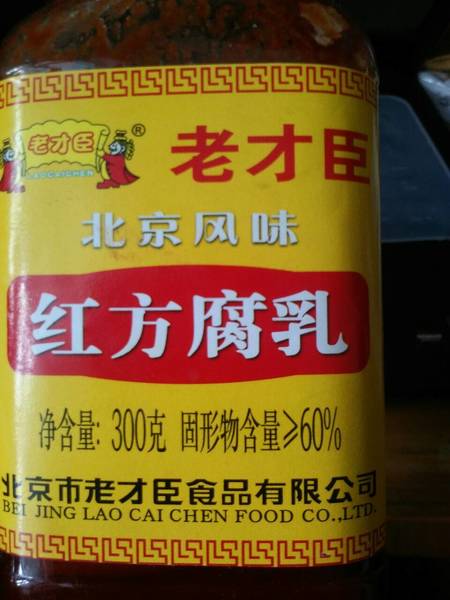 老才臣
LAOCAICHEN
®
老才臣
北京风味
红方腐乳
净含量: 300克 固形物含量≥60%
北京市老才臣食品有限公司
BEI JING LAO CAI CHEN FOOD CO.,LTD.